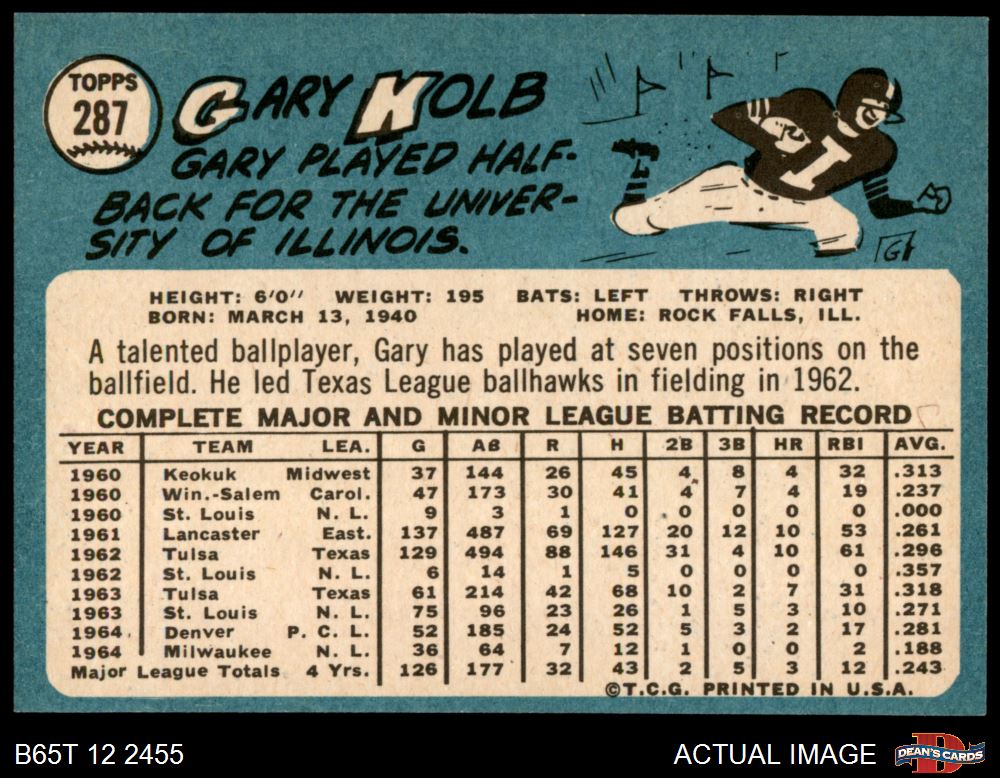 TOPPS
287
GARY KOLB
GARY PLAYED HALF-
BACK FOR THE UNIVER-
SITY OF ILLINOIS.
I
G
HEIGHT: 6'0" WEIGHT: 195 BATS: LEFT THROWS: RIGHT
BORN: MARCH 13, 1940 HOME: ROCK FALLS, ILL.
A talented ballplayer, Gary has played at seven positions on the
ballfield. He led Texas League ballhawks in fielding in 1962.
COMPLETE MAJOR AND MINOR LEAGUE BATTING RECORD
YEAR TEAM LEA. G AB R H 2B 3B HR RBI AVG.
1960 Keokuk Midwest 37 144 26 45 4 8 4 32 .313
1960 Win.-Salem Carol. 47 173 30 41 4 7 4 19 .237
1960 St. Louis N. L. 9 3 1 0 0 0 0 0 .000
1961 Lancaster East. 137 487 69 127 20 12 10 53 .261
1962 Tulsa Texas 129 494 88 146 31 4 10 61 .296
1962 St. Louis N. L. 6 14 1 5 0 0 0 0 .357
1963 Tulsa Texas 61 214 42 68 10 2 7 31 .318
1963 St. Louis N. L. 75 96 23 26 1 5 3 10 .271
1964 Denver P. C. L. 52 185 24 52 5 3 2 17 .281
1964 Milwaukee N. L. 36 64 7 12 1 0 0 2 .188
Major League Totals 4 Yrs. 126 177 32 43 2 5 3 12 .243
©T.C.G. PRINTED IN U.S.A.
B65T 12 2455
ACTUAL IMAGE
D
DEAN'S CARDS